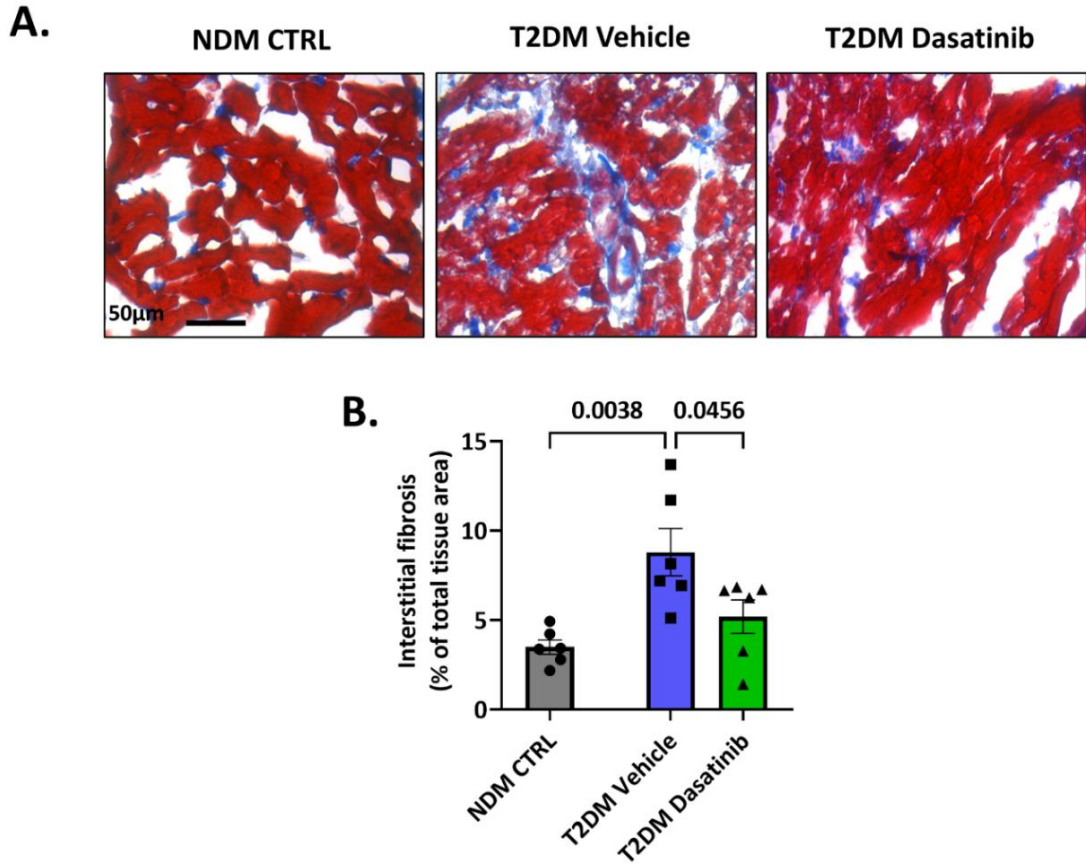 A.
NDM CTRL T2DM Vehicle T2DM Dasatinib
50μm
B.
0.0038 0.0456
Interstitial fibrosis
(% of total tissue area)
15
10
5
0
NDM CTRL
T2DM Vehicle
T2DM Dasatinib